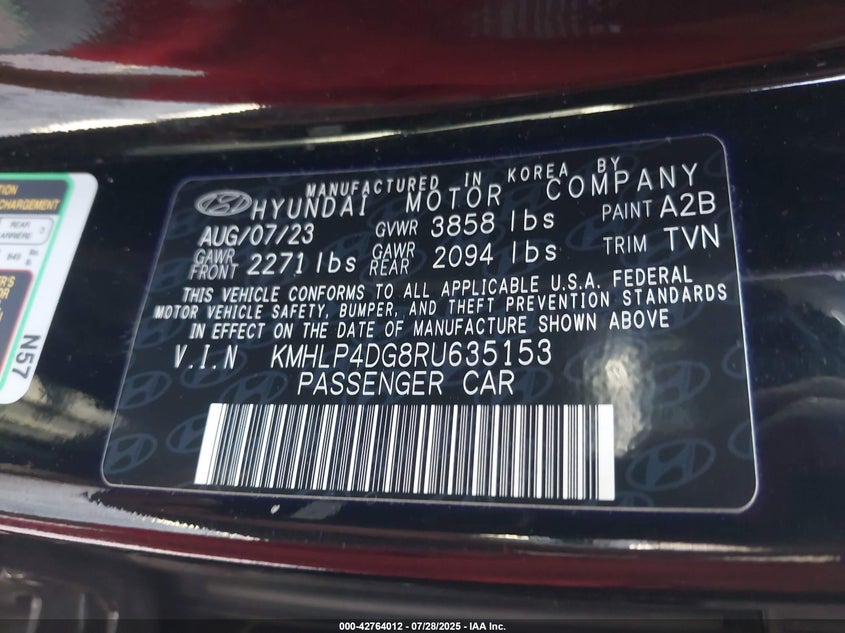 MANUFACTURED IN KOREA BY
HYUNDAI MOTOR COMPANY
AUG/07/23 GVWR 3858 lbs PAINT A2B
GAWR FRONT 2271 lbs GAWR REAR 2094 lbs TRIM TVN
THIS VEHICLE CONFORMS TO ALL APPLICABLE U.S.A. FEDERAL
MOTOR VEHICLE SAFETY, BUMPER, AND THEFT PREVENTION STANDARDS
IN EFFECT ON THE DATE OF MANUFACTURE SHOWN ABOVE
V.I.N KMHLP4DG8RU635153
PASSENGER CAR
CHARGEMENT
REAR
N57
000-42764012 - 07/28/2025 - IAA Inc.